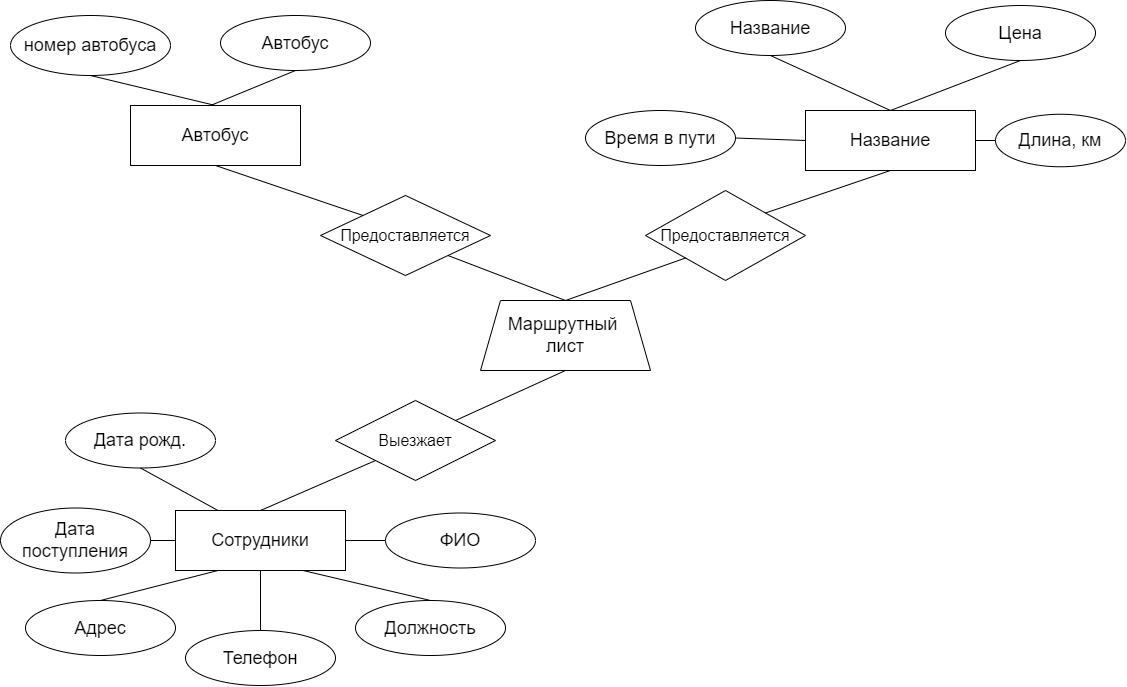 номер автобуса
Автобус
Название
Цена
Автобус
Время в пути
Название
Длина, км
Предоставляется
Предоставляется
Маршрутный
лист
Дата рожд.
Выезжает
Дата
поступления
Сотрудники
ФИО
Адрес
Телефон
Должность